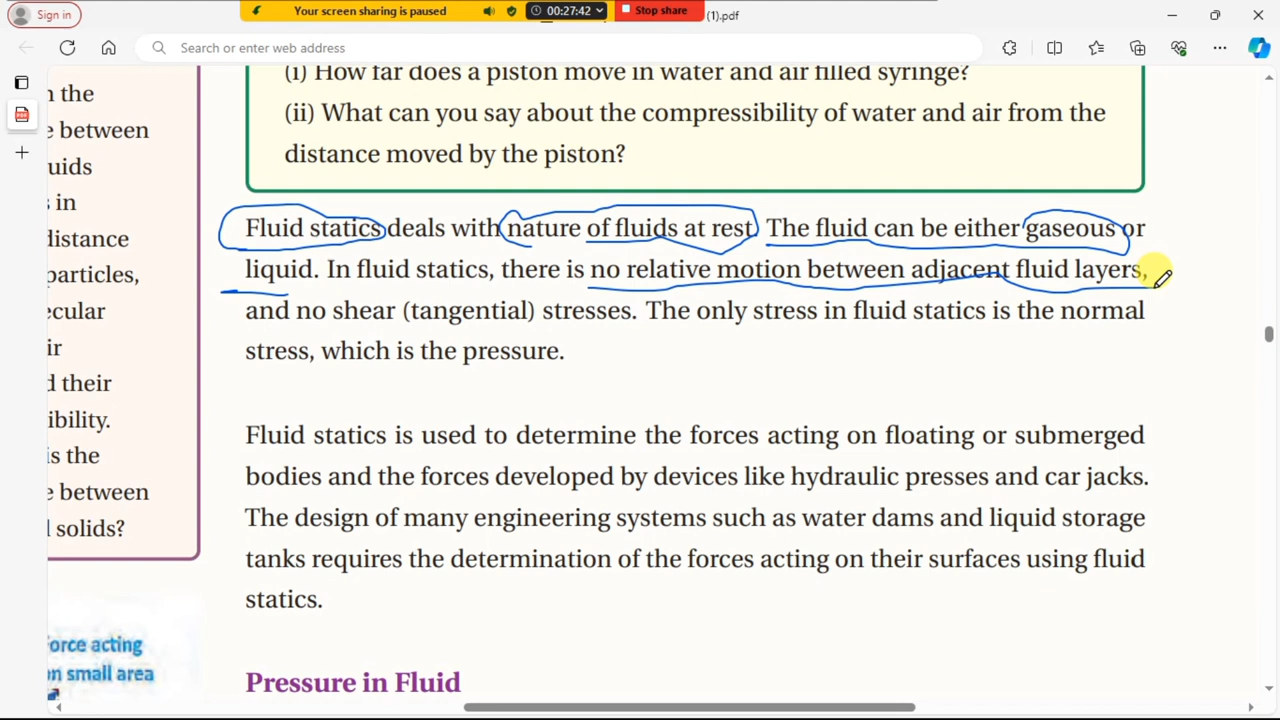 Sign in
Your screen sharing is paused
00:27:42
Stop share
(1).pdf
Search or enter web address
(i) How far does a piston move in water and air filled syringe?
(ii) What can you say about the compressibility of water and air from the
distance moved by the piston?
n the
e between
uids
s in
distance
particles,
ecular
ir
d their
ibility.
is the
e between
l solids?
Fluid statics deals with nature of fluids at rest. The fluid can be either gaseous or
liquid. In fluid statics, there is no relative motion between adjacent fluid layers,
and no shear (tangential) stresses. The only stress in fluid statics is the normal
stress, which is the pressure.
Fluid statics is used to determine the forces acting on floating or submerged
bodies and the forces developed by devices like hydraulic presses and car jacks.
The design of many engineering systems such as water dams and liquid storage
tanks requires the determination of the forces acting on their surfaces using fluid
statics.
Force acting
on small area
Pressure in Fluid